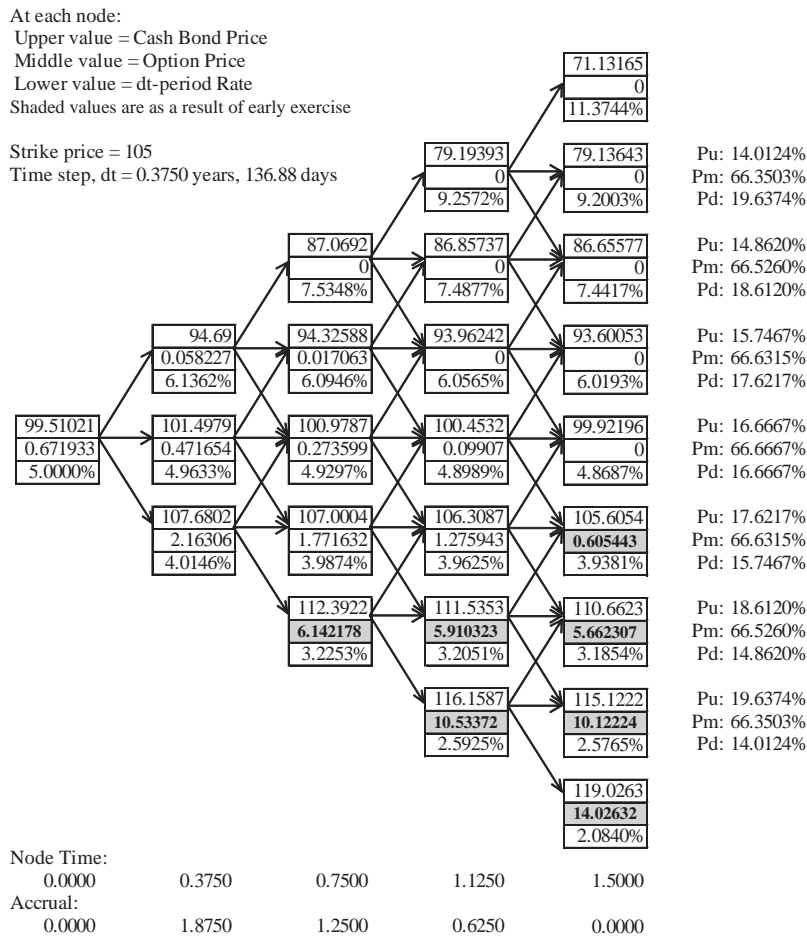 At each node:
Upper value = Cash Bond Price
Middle value = Option Price
Lower value = dt-period Rate
Shaded values are as a result of early exercise
Strike price = 105
Time step, dt = 0.3750 years, 136.88 days
71.13165
0
11.3744%
79.19393
0
9.2572%
79.13643
0
9.2003%
Pu: 14.0124%
Pm: 66.3503%
Pd: 19.6374%
87.0692
0
7.5348%
86.85737
0
7.4877%
86.65577
0
7.4417%
Pu: 14.8620%
Pm: 66.5260%
Pd: 18.6120%
94.69
0.058227
6.1362%
94.32588
0.017063
6.0946%
93.96242
0
6.0565%
93.60053
0
6.0193%
Pu: 15.7467%
Pm: 66.6315%
Pd: 17.6217%
99.51021
0.671933
5.0000%
101.4979
0.471654
4.9633%
100.9787
0.273599
4.9297%
100.4532
0.09907
4.8989%
99.92196
0
4.8687%
Pu: 16.6667%
Pm: 66.6667%
Pd: 16.6667%
107.6802
2.16306
4.0146%
107.0004
1.771632
3.9874%
106.3087
1.275943
3.9625%
105.6054
0.605443
3.9381%
Pu: 17.6217%
Pm: 66.6315%
Pd: 15.7467%
112.3922
6.142178
3.2253%
111.5353
5.910323
3.2051%
110.6623
5.662307
3.1854%
Pu: 18.6120%
Pm: 66.5260%
Pd: 14.8620%
116.1587
10.53372
2.5925%
115.1222
10.12224
2.5765%
Pu: 19.6374%
Pm: 66.3503%
Pd: 14.0124%
119.0263
14.02632
2.0840%
Node Time:
0.0000 0.3750 0.7500 1.1250 1.5000
Accrual:
0.0000 1.8750 1.2500 0.6250 0.0000